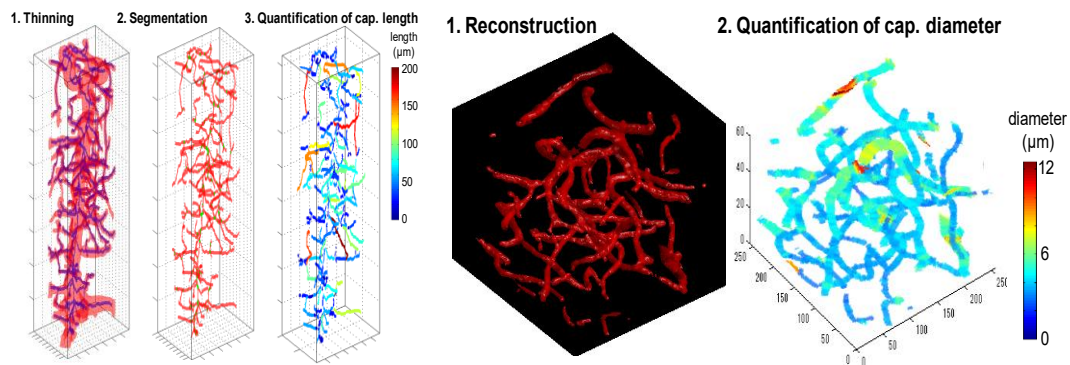 1. Thinning
2. Segmentation
3. Quantification of cap. length
length
(μm)
200
150
100
50
0
1. Reconstruction
2. Quantification of cap. diameter
60
40
20
0
250
200
150
100
50
0
0
50
100
150
200
250
diameter
(μm)
12
6
0